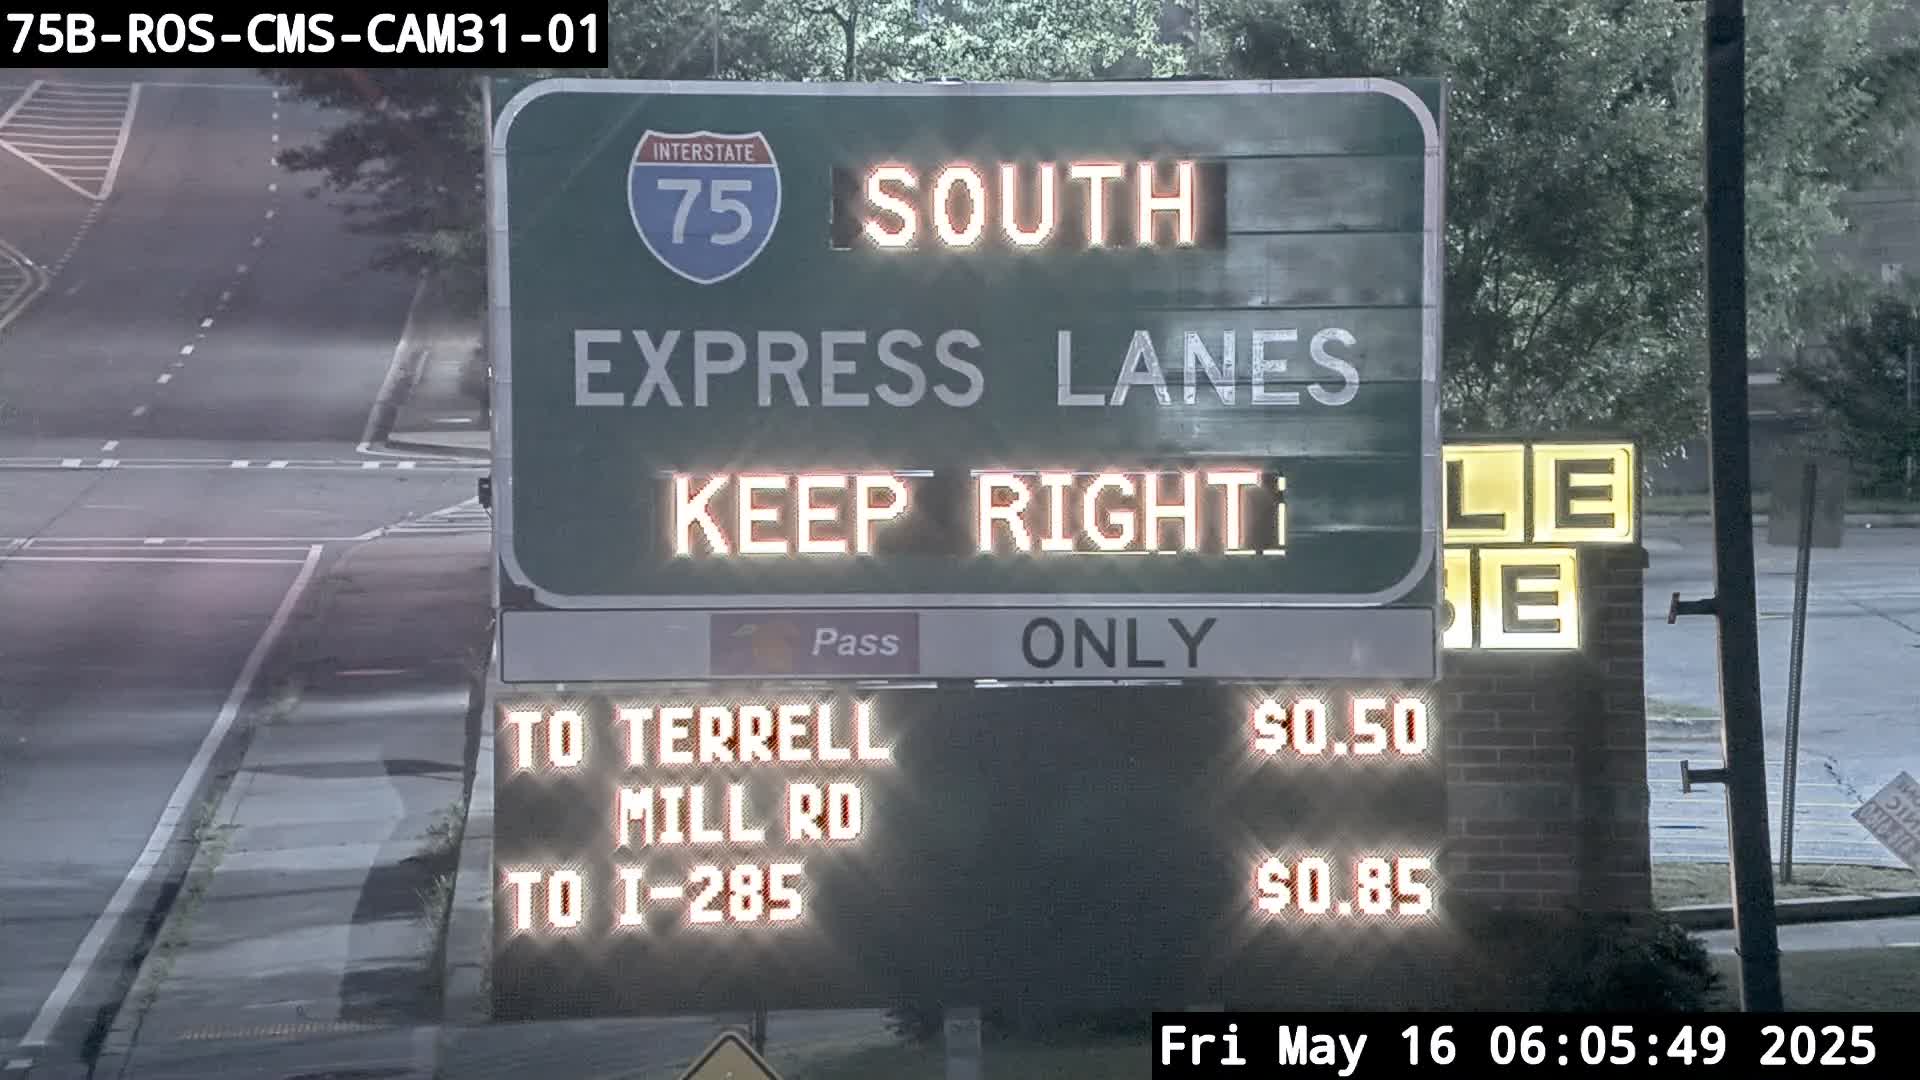 75B-ROS-CMS-CAM31-01
INTERSTATE
75
SOUTH
EXPRESS LANES
KEEP RIGHT
LE
E
Pass ONLY
TO TERRELL $0.50
MILL RD
TO I-285 $0.85
Fri May 16 06:05:49 2025